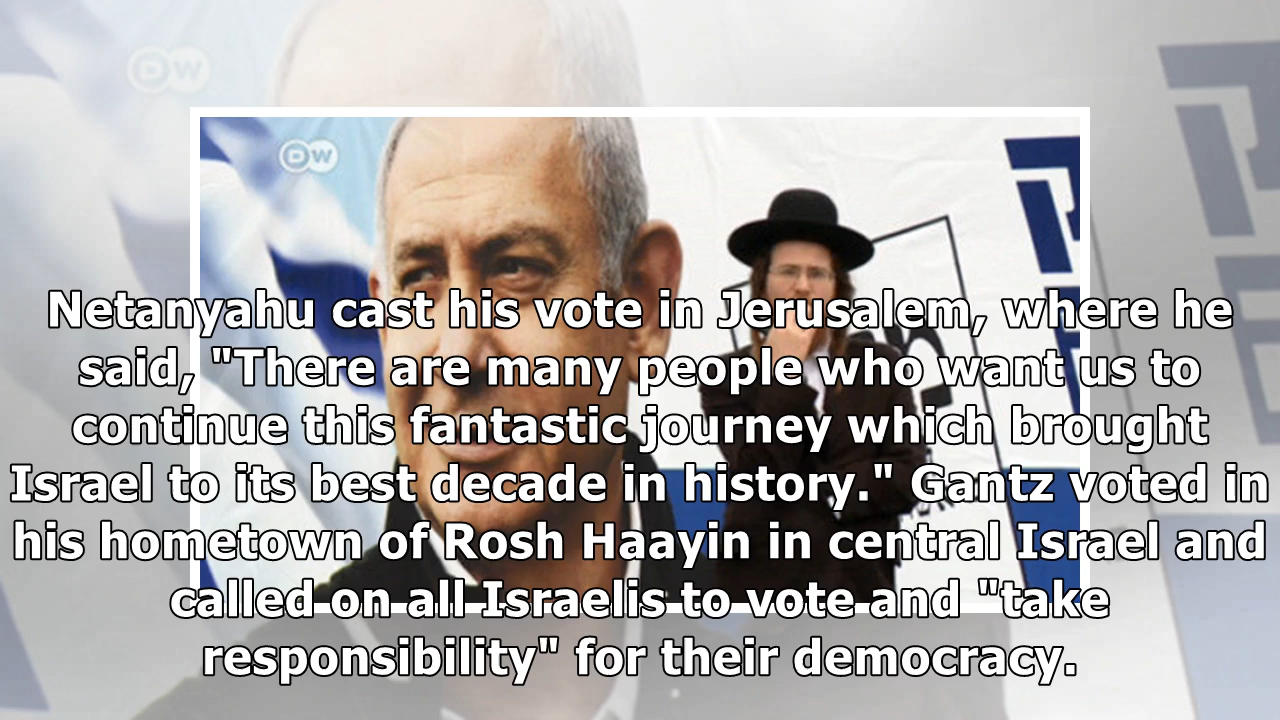 DW
DW
Netanyahu cast his vote in Jerusalem, where he
said, "There are many people who want us to
continue this fantastic journey which brought
Israel to its best decade in history." Gantz voted in
his hometown of Rosh Haayin in central Israel and
called on all Israelis to vote and "take
responsibility" for their democracy.